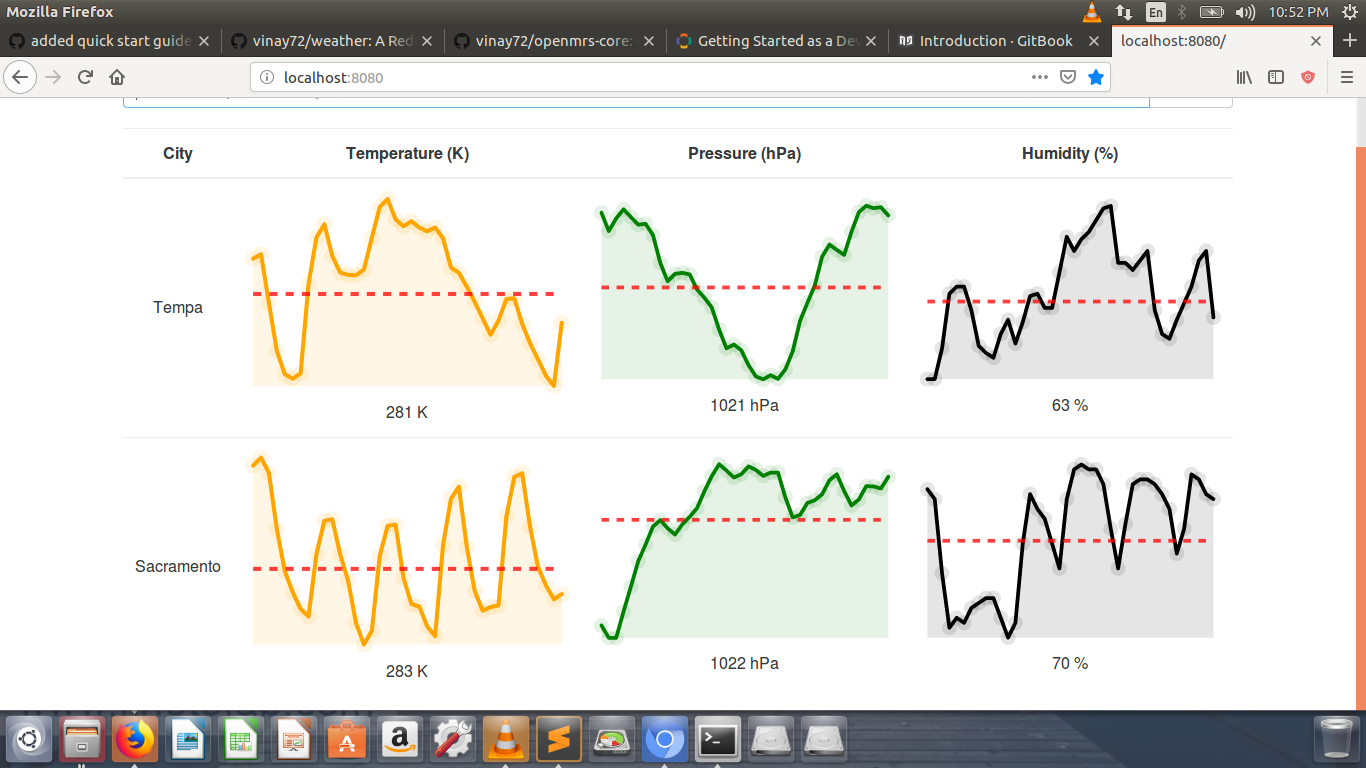 Mozilla Firefox
En
10:52 PM
added quick start guide
vinay72/weather: A Red
vinay72/openmrs-core:
Getting Started as a Dev
Introduction · GitBook
localhost:8080/
localhost:8080
City Temperature (K) Pressure (hPa) Humidity (%)
Tempa
281 K 1021 hPa 63 %
Sacramento
283 K 1022 hPa 70 %